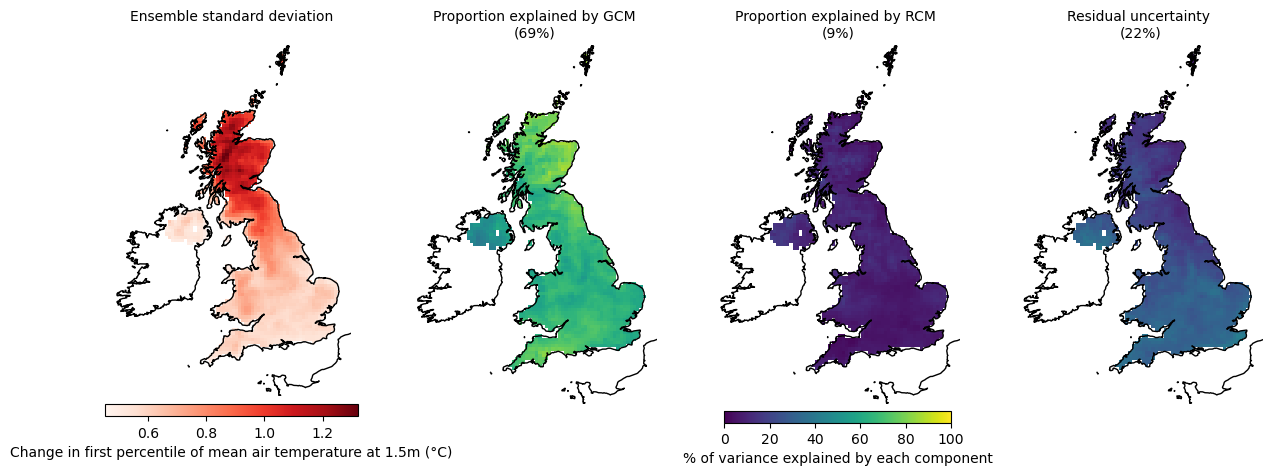 Ensemble standard deviation
Proportion explained by GCM
(69%)
Proportion explained by RCM
(9%)
Residual uncertainty
(22%)
0.6 0.8 1.0 1.2
Change in first percentile of mean air temperature at 1.5m (°C)
0 20 40 60 80 100
% of variance explained by each component